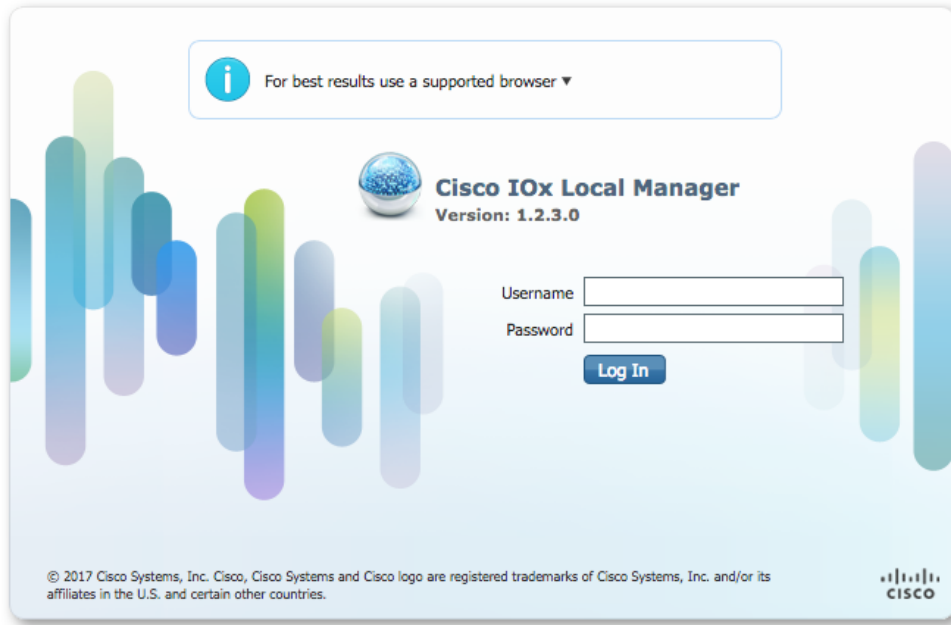 For best results use a supported browser ▼
Cisco IOx Local Manager
Version: 1.2.3.0
Username
Password
Log In
© 2017 Cisco Systems, Inc. Cisco, Cisco Systems and Cisco logo are registered trademarks of Cisco Systems, Inc. and/or its
affiliates in the U.S. and certain other countries.
CISCO